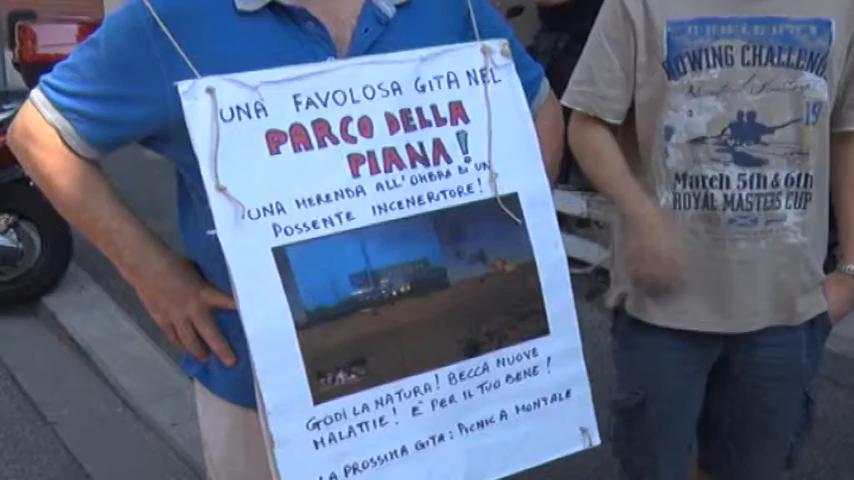 UNA FAVOLOSA GITA NEL
PARCO DELLA
PIANA!
UNA MERENDA ALL'OMBRA DI UN
POSSENTE INCENERITORE!
GODI LA NATURA! BECCA NUOVE
MALATTIE! E' PER IL TUO BENE!
LA PROSSIMA GITA: PICNIC A MONTALE
ROWING CHALLENGE
19
March 5th & 6th
ROYAL MASTERS CUP